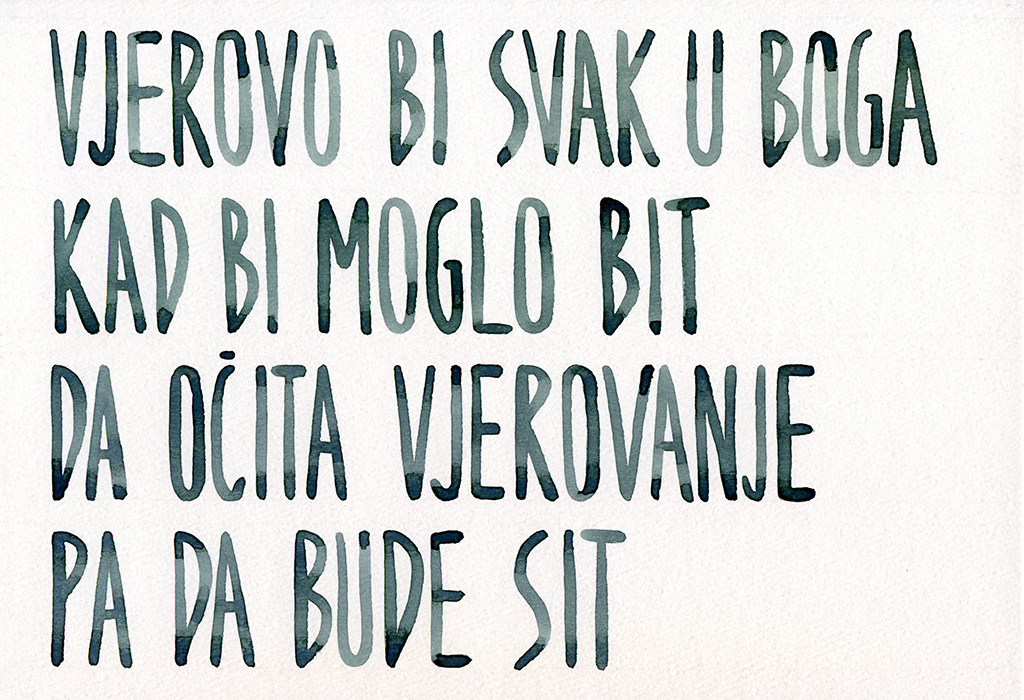 VJEROVO BI SVAK U BOGA
KAD BI MOGLO BIT
DA OČITA VJEROVANJE
PA DA BUDE SIT